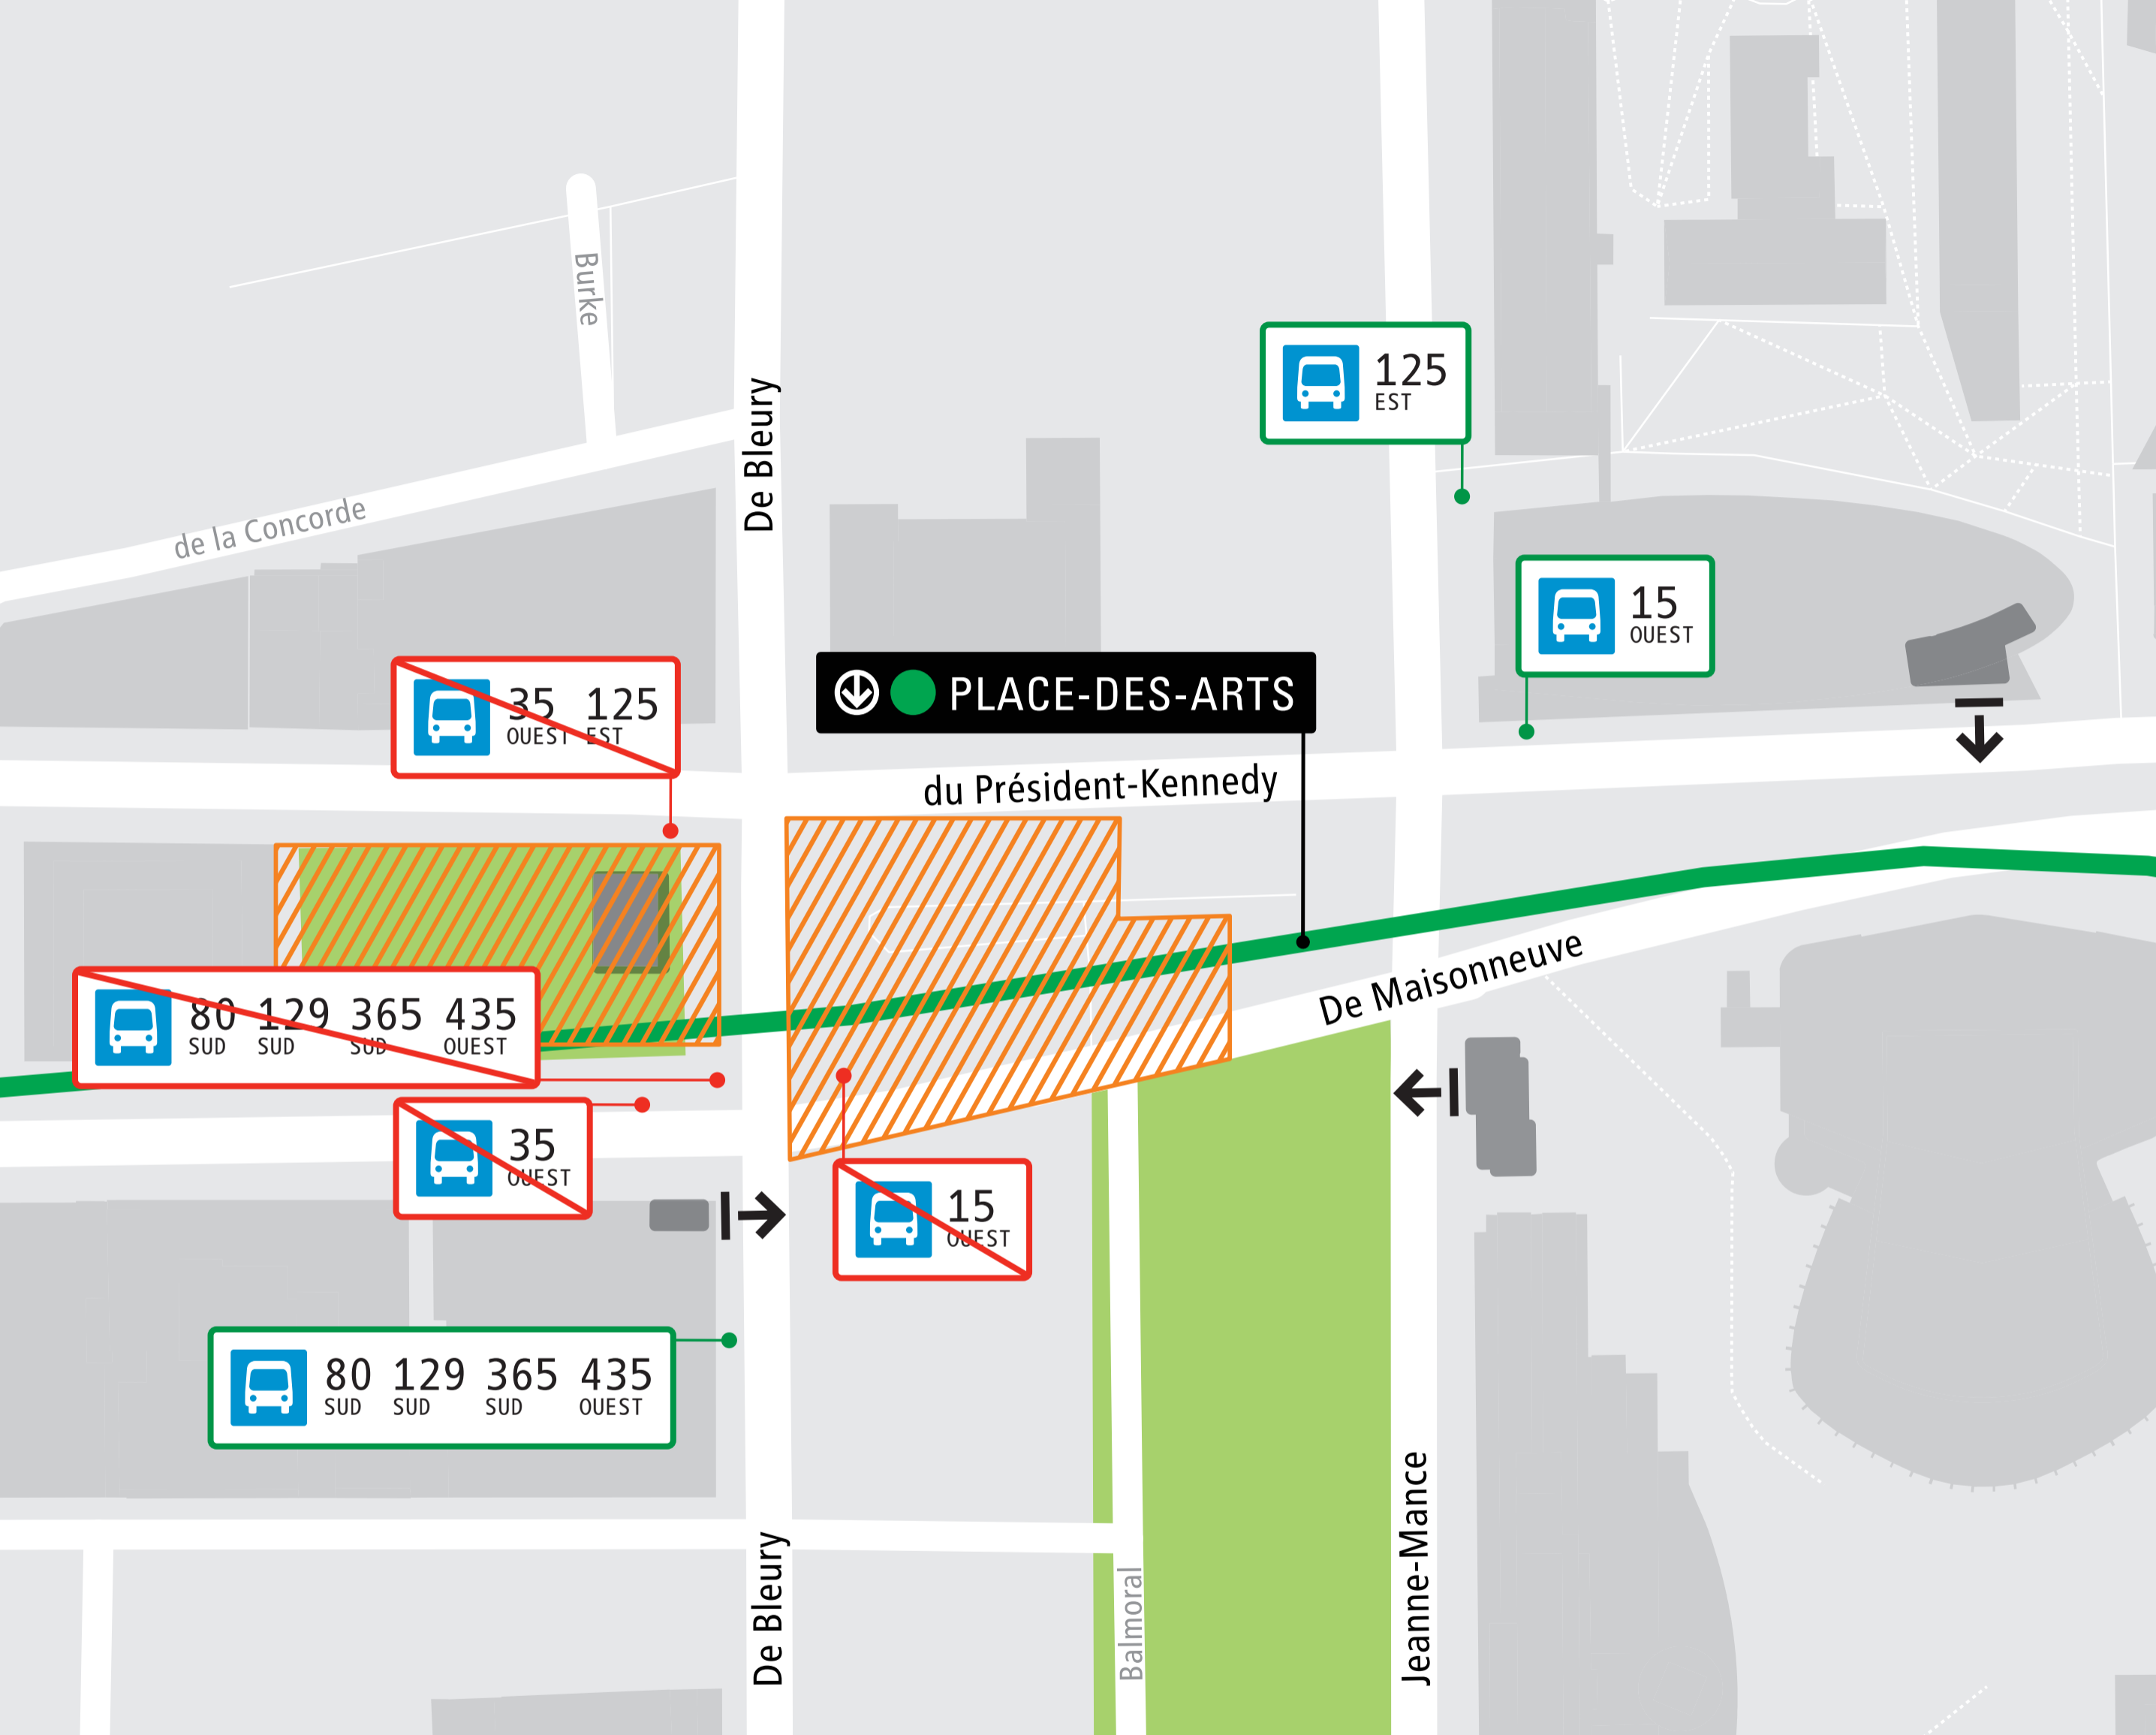 Burke
De Bleury
125
EST
de la Concorde
15
OUEST
35 125
OUEST EST
PLACE-DES-ARTS
du Président-Kennedy
De Maisonneuve
80 129 365 435
SUD SUD SUD OUEST
35
OUEST
15
OUEST
80 129 365 435
SUD SUD SUD OUEST
De Bleury
Balmoral
Jeanne-Mance